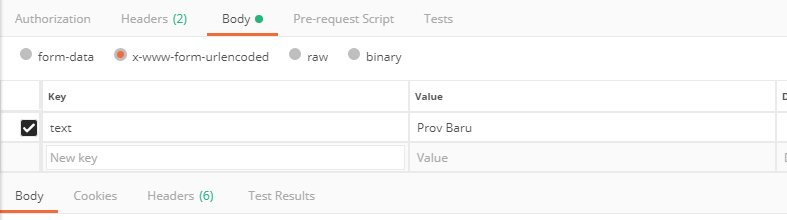 Authorization Headers (2) Body Pre-request Script Tests
form-data x-www-form-urlencoded raw binary
Key Value D
text Prov Baru
New key Value D
Body Cookies Headers (6) Test Results